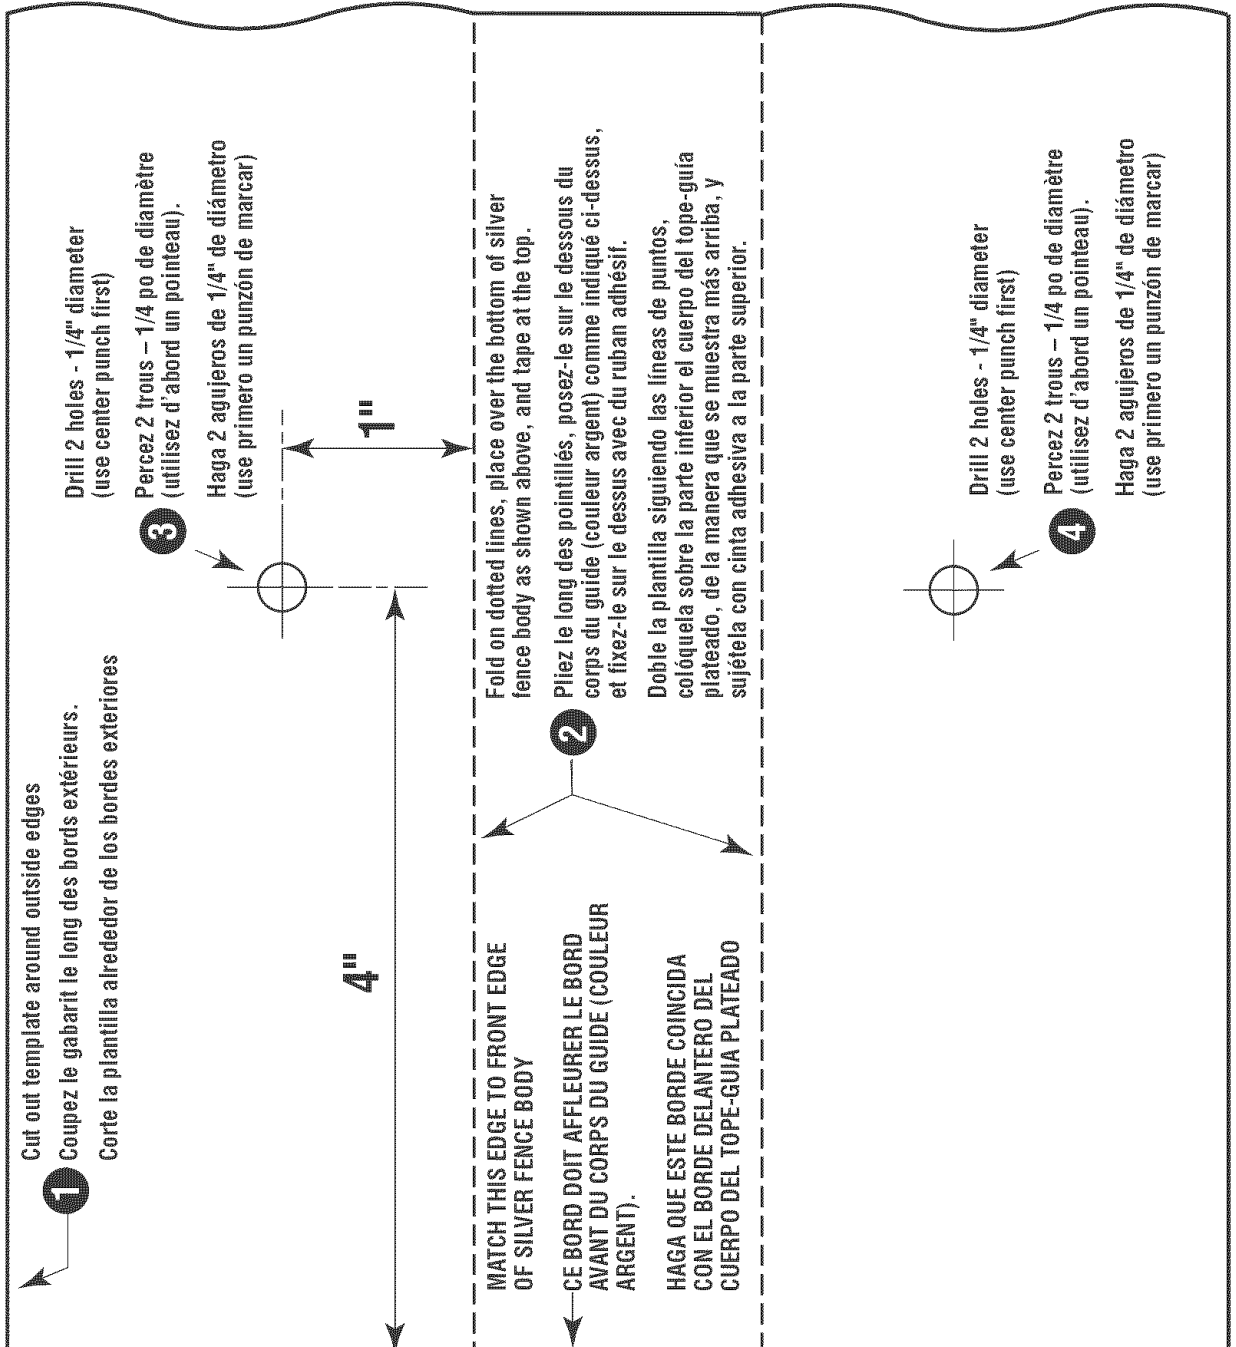 1
Cut out template around outside edges
Coupez le gabarit le long des bords extérieurs.
Corte la plantilla alrededor de los bordes exteriores
3
Drill 2 holes - 1/4" diameter
(use center punch first)
Percez 2 trous – 1/4 po de diamètre
(utilisez d'abord un pointeau).
Haga 2 agujeros de 1/4" de diámetro
(use primero un punzón de marcar)
4"
1"
MATCH THIS EDGE TO FRONT EDGE
OF SILVER FENCE BODY
CE BORD DOIT AFFLEURER LE BORD
AVANT DU CORPS DU GUIDE (COULEUR
ARGENT).
HAGA QUE ESTE BORDE COINCIDA
CON EL BORDE DELANTERO DEL
CUERPO DEL TOPE-GUIA PLATEADO
2
Fold on dotted lines, place over the bottom of silver
fence body as shown above, and tape at the top.
Pliez le long des pointillés, posez-le sur le dessous du
corps du guide (couleur argent) comme indiqué ci-dessus,
et fixez-le sur le dessus avec du ruban adhésif.
Doble la plantilla siguiendo las lineas de puntos,
colóquela sobre la parte inferior el cuerpo del tope-guía
plateado, de la manera que se muestra más arriba, y
sujétela con cinta adhesiva a la parte superior.
4
Drill 2 holes - 1/4" diameter
(use center punch first)
Percez 2 trous – 1/4 po de diamètre
(utilisez d'abord un pointeau).
Haga 2 agujeros de 1/4" de diámetro
(use primero un punzón de marcar)